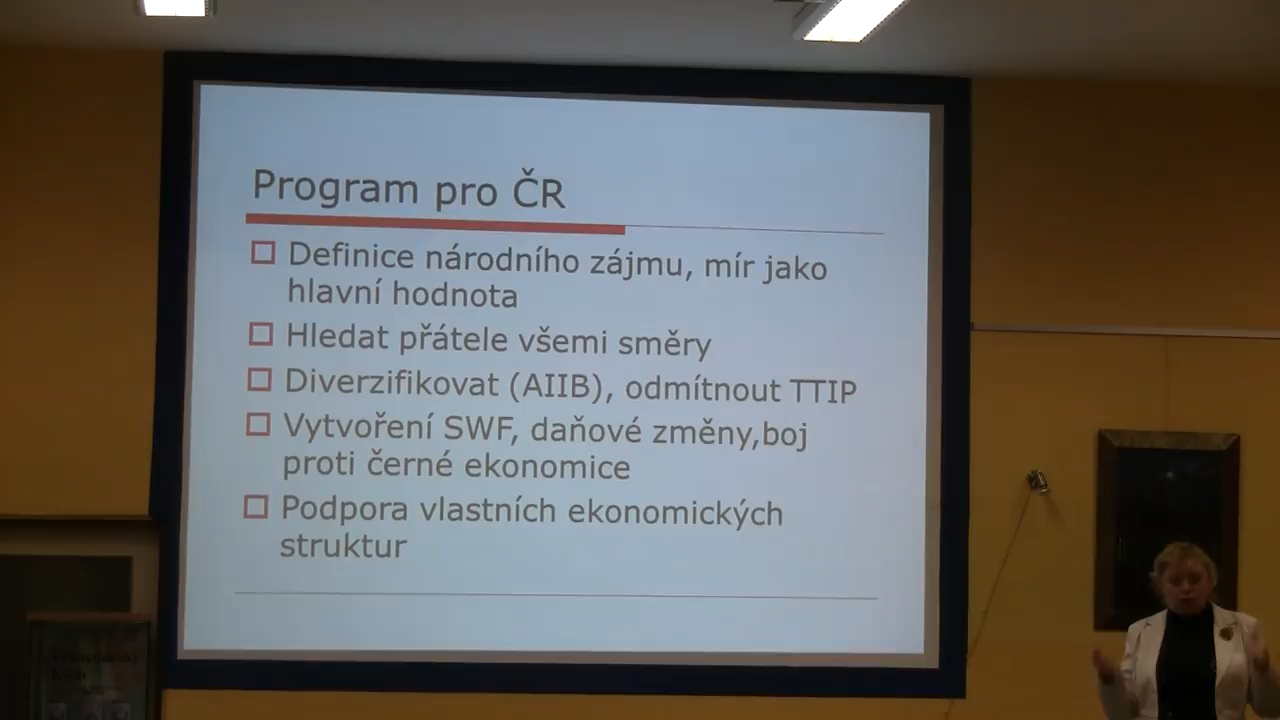 Program pro ČR
Definice národního zájmu, mír jako
hlavní hodnota
Hledat přátele všemi směry
Diverzifikovat (AIIB), odmítnout TTIP
Vytvoření SWF, daňové změny,boj
proti černé ekonomice
Podpora vlastních ekonomických
struktur